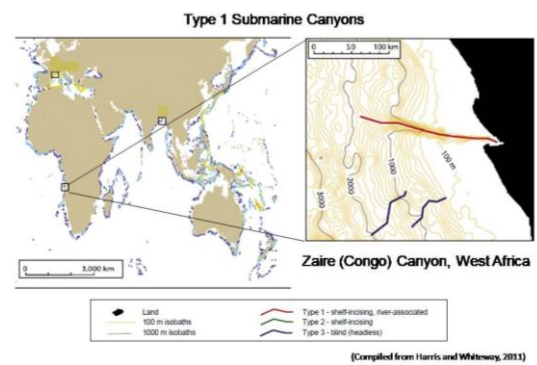 Type 1 Submarine Canyons
0 50 100 km
100 m
1000
2000
3000
0 3,000 km
Zaire (Congo) Canyon, West Africa
Land
100 m isobaths
1000 m isobaths
Type 1 - shelf-incising, river-associated
Type 2 - shelf-incising
Type 3 - blind (headless)
(Compiled from Harris and Whiteway, 2011)